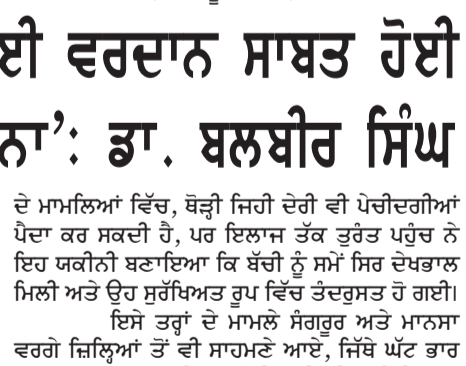 ਈ ਵਰਦਾਨ ਸਾਬਤ ਹੋਈ
ਨਾ’: ਡਾ. ਬਲਬੀਰ ਸਿੰਘ
ਦੇ ਮਾਮਲਿਆਂ ਵਿੱਚ, ਥੋੜ੍ਹੀ ਜਿਹੀ ਦੇਰੀ ਵੀ ਪੇਚੀਦਗੀਆਂ
ਪੈਦਾ ਕਰ ਸਕਦੀ ਹੈ, ਪਰ ਇਲਾਜ ਤੱਕ ਤੁਰੰਤ ਪਹੁੰਚ ਨੇ
ਇਹ ਯਕੀਨੀ ਬਣਾਇਆ ਕਿ ਬੱਚੀ ਨੂੰ ਸਮੇਂ ਸਿਰ ਦੇਖਭਾਲ
ਮਿਲੀ ਅਤੇ ਉਹ ਸੁਰੱਖਿਅਤ ਰੂਪ ਵਿੱਚ ਤੰਦਰੁਸਤ ਹੋ ਗਈ।
ਇਸੇ ਤਰ੍ਹਾਂ ਦੇ ਮਾਮਲੇ ਸੰਗਰੂਰ ਅਤੇ ਮਾਨਸਾ
ਵਰਗੇ ਜ਼ਿਲ੍ਹਿਆਂ ਤੋਂ ਵੀ ਸਾਹਮਣੇ ਆਏ, ਜਿੱਥੇ ਘੱਟ ਭਾਰ